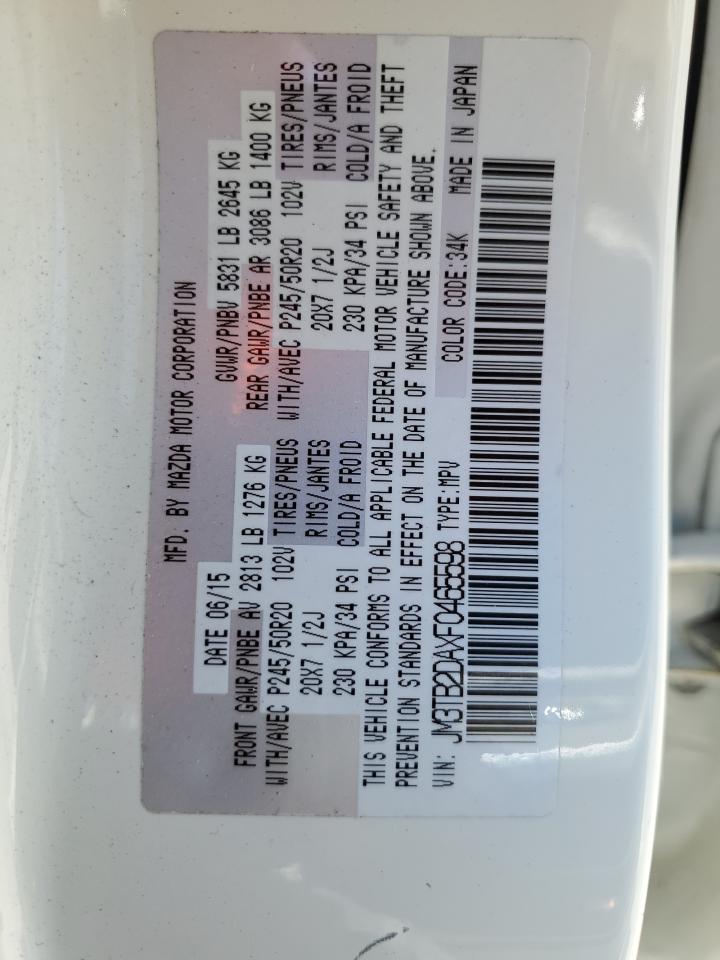 MFD. BY MAZDA MOTOR CORPORATION
DATE 06/15 GVWR/PNBV 5831 LB 2645 KG
FRONT GAWR/PNBE AV 2813 LB 1276 KG REAR GAWR/PNBE AR 3086 LB 1400 KG
WITH/AVEC P245/50R20 102V TIRES/PNEUS WITH/AVEC P245/50R20 102V TIRES/PNEUS
20X7 1/2J RIMS/JANTES 20X7 1/2J RIMS/JANTES
230 KPA/34 PSI COLD/A FROID 230 KPA/34 PSI COLD/A FROID
THIS VEHICLE CONFORMS TO ALL APPLICABLE FEDERAL MOTOR VEHICLE SAFETY AND THEFT
PREVENTION STANDARDS IN EFFECT ON THE DATE OF MANUFACTURE SHOWN ABOVE.
VIN: JM3TB2DAXF0465598 TYPE:MPV COLOR CODE:34K MADE IN JAPAN